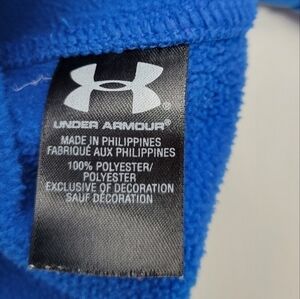 UNDER ARMOUR®
MADE IN PHILIPPINES
FABRIQUÉ AUX PHILIPPINES
100% POLYESTER/
POLYESTER
EXCLUSIVE OF DECORATION
SAUF DÉCORATION